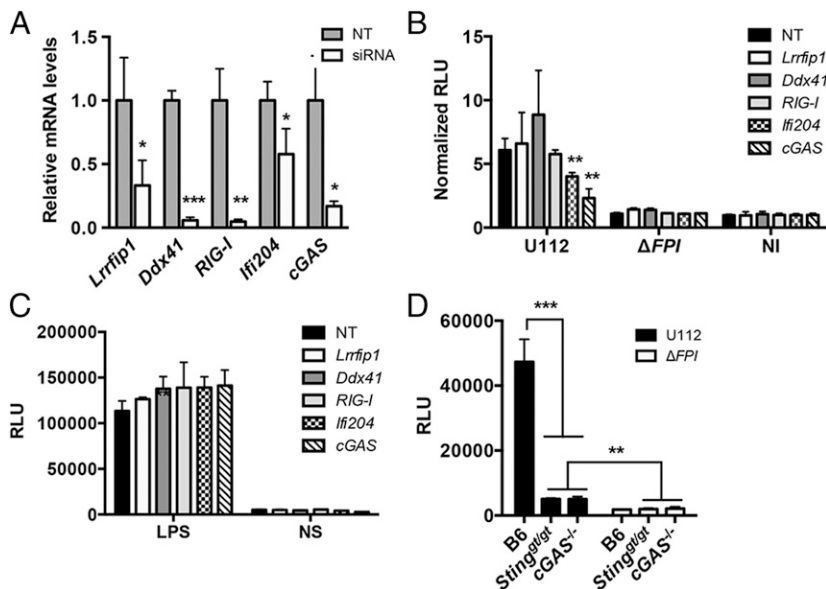 A
Relative mRNA levels
1.5
1.0
0.5
0.0
NT
siRNA
*
***
**
*
*
Lrrfip1
Ddx41
RIG-I
Ifi204
cGAS
B
Normalized RLU
15
10
5
0
NT
Lrrfip1
Ddx41
RIG-I
Ifi204
cGAS
**
**
U112
ΔFPI
NI
C
RLU
200000
150000
100000
50000
0
NT
Lrrfip1
Ddx41
RIG-I
Ifi204
cGAS
**
LPS
NS
D
RLU
60000
40000
20000
0
***
**
U112
ΔFPI
B6
Sting^gt/gt
cGAS^-/-
B6
Sting^gt/gt
cGAS^-/-